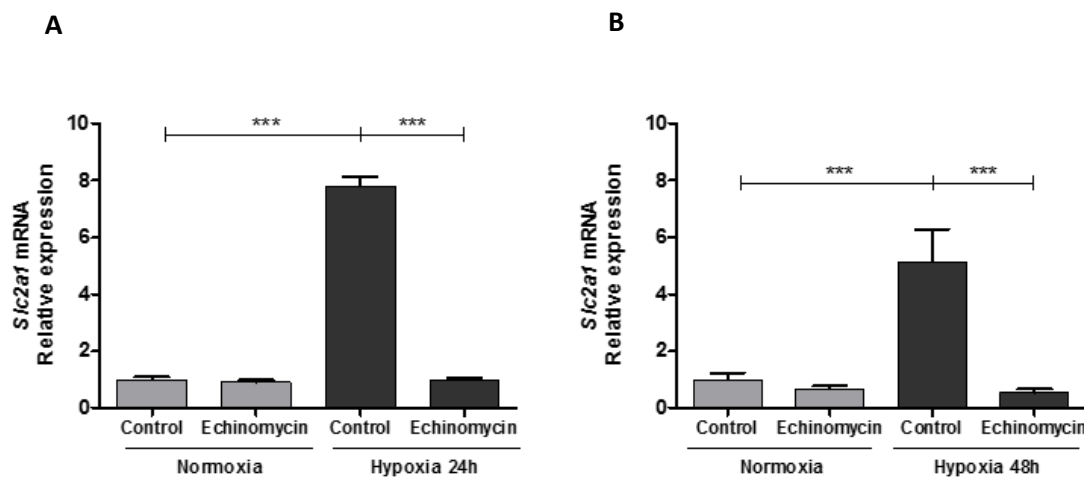 A
Slc2a1 mRNA
Relative expression
10
8
6
4
2
0
*** ***
Control Echinomycin Control Echinomycin
Normoxia Hypoxia 24h
B
Slc2a1 mRNA
Relative expression
10
8
6
4
2
0
*** ***
Control Echinomycin Control Echinomycin
Normoxia Hypoxia 48h